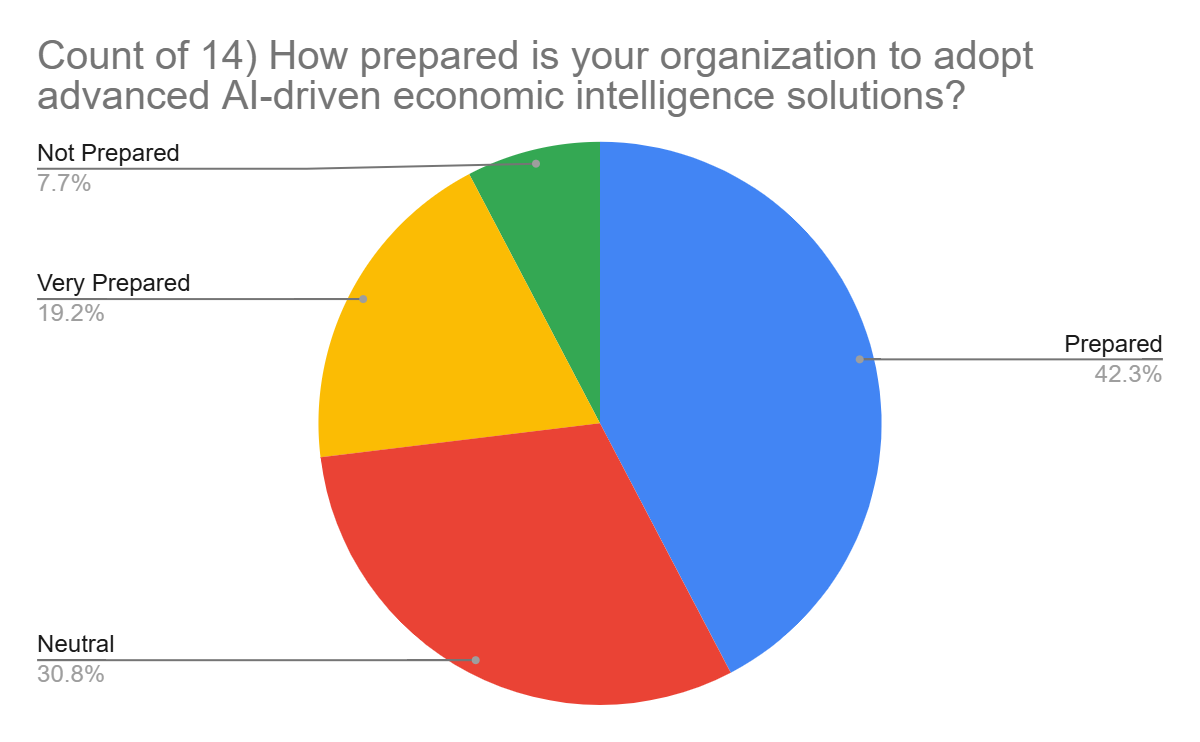 Count of 14) How prepared is your organization to adopt
advanced AI-driven economic intelligence solutions?
Not Prepared
7.7%
Very Prepared
19.2%
Prepared
42.3%
Neutral
30.8%